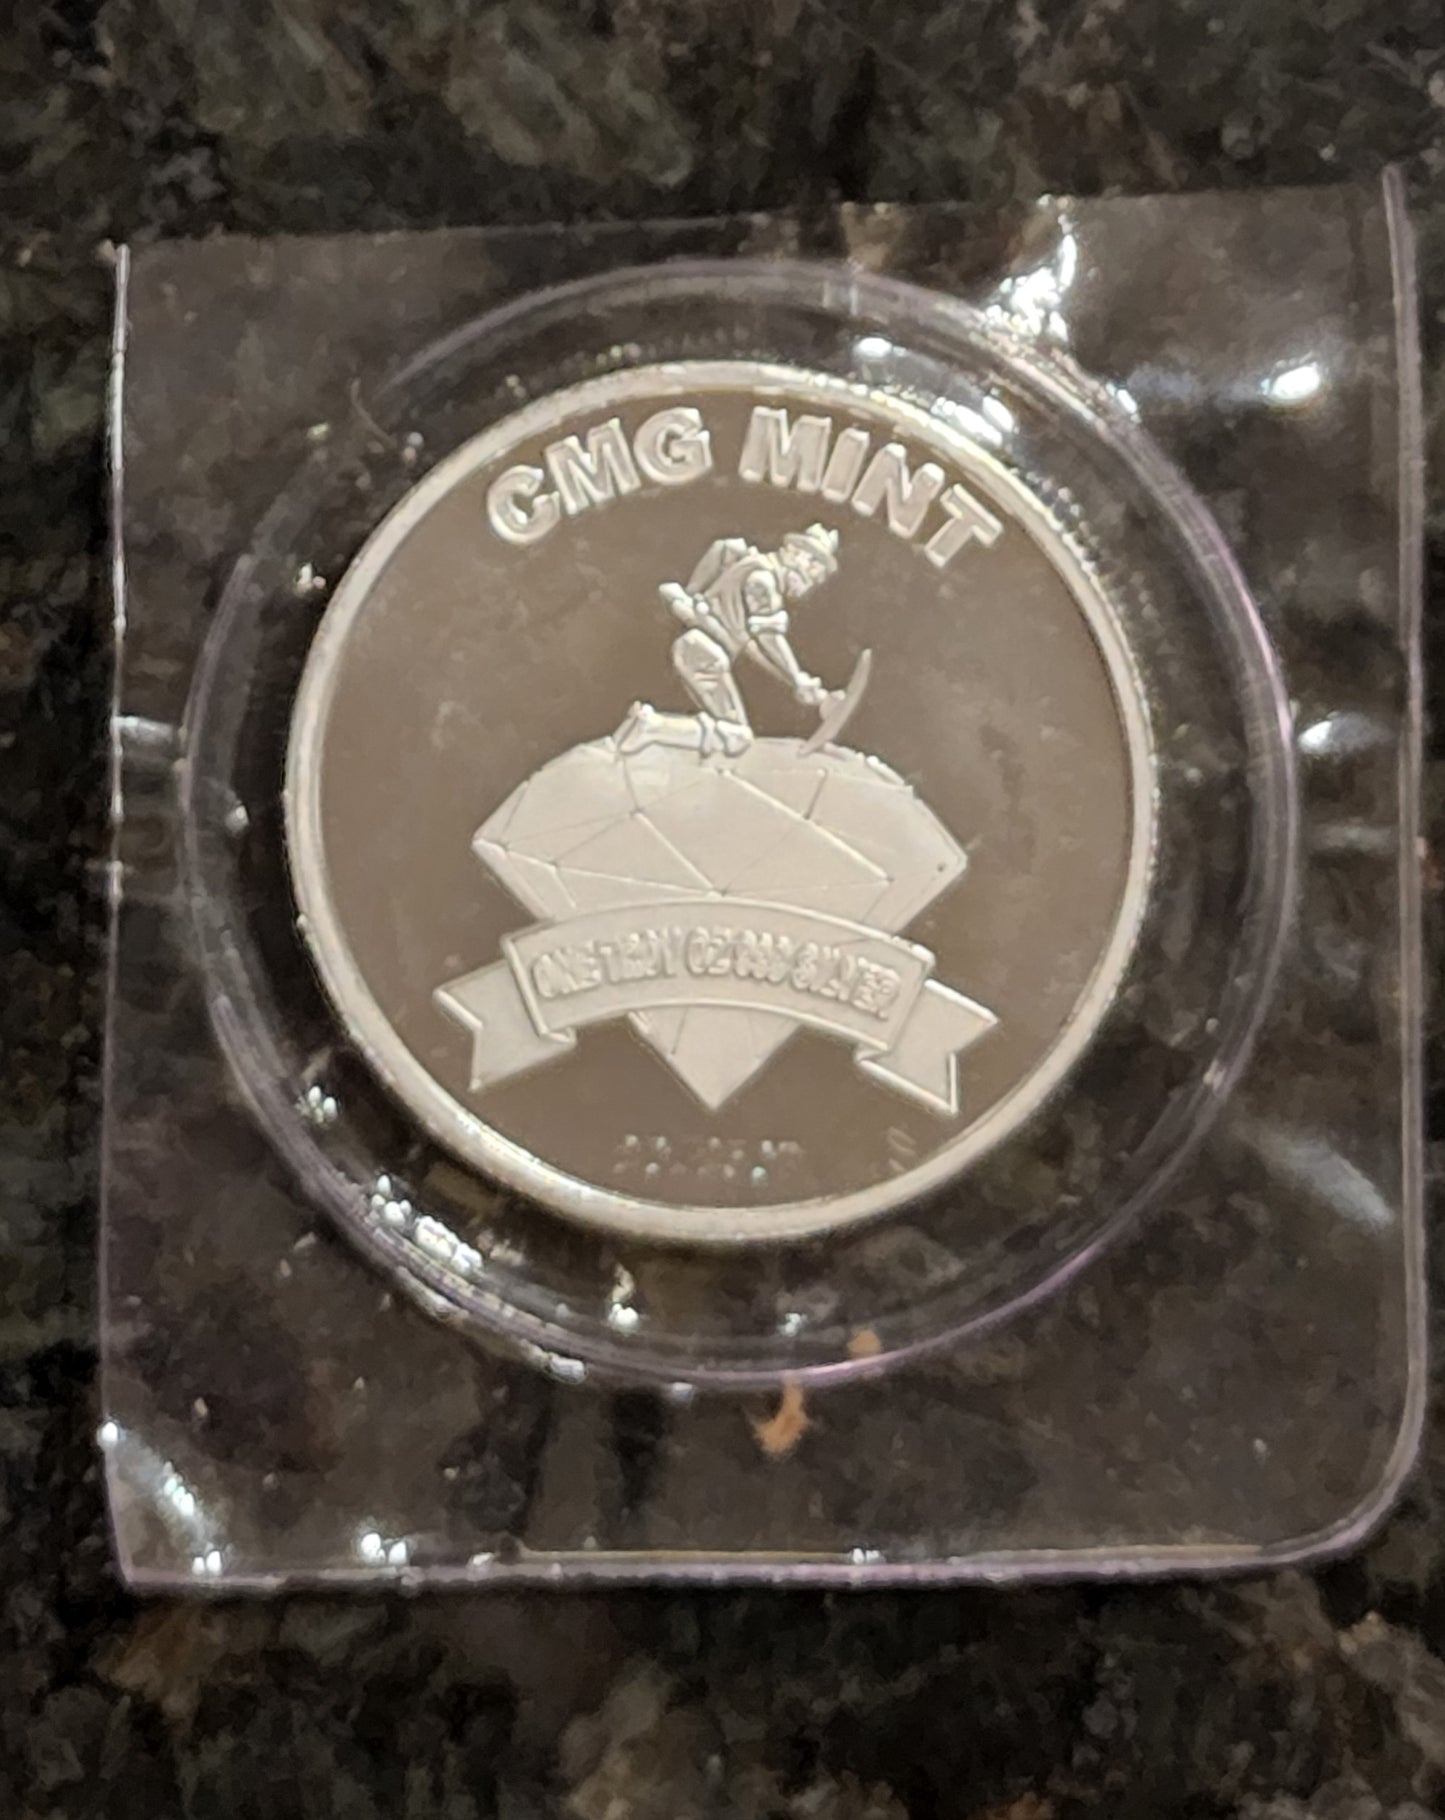 CMG MINT
ONE TROY OZ 999 SILVER